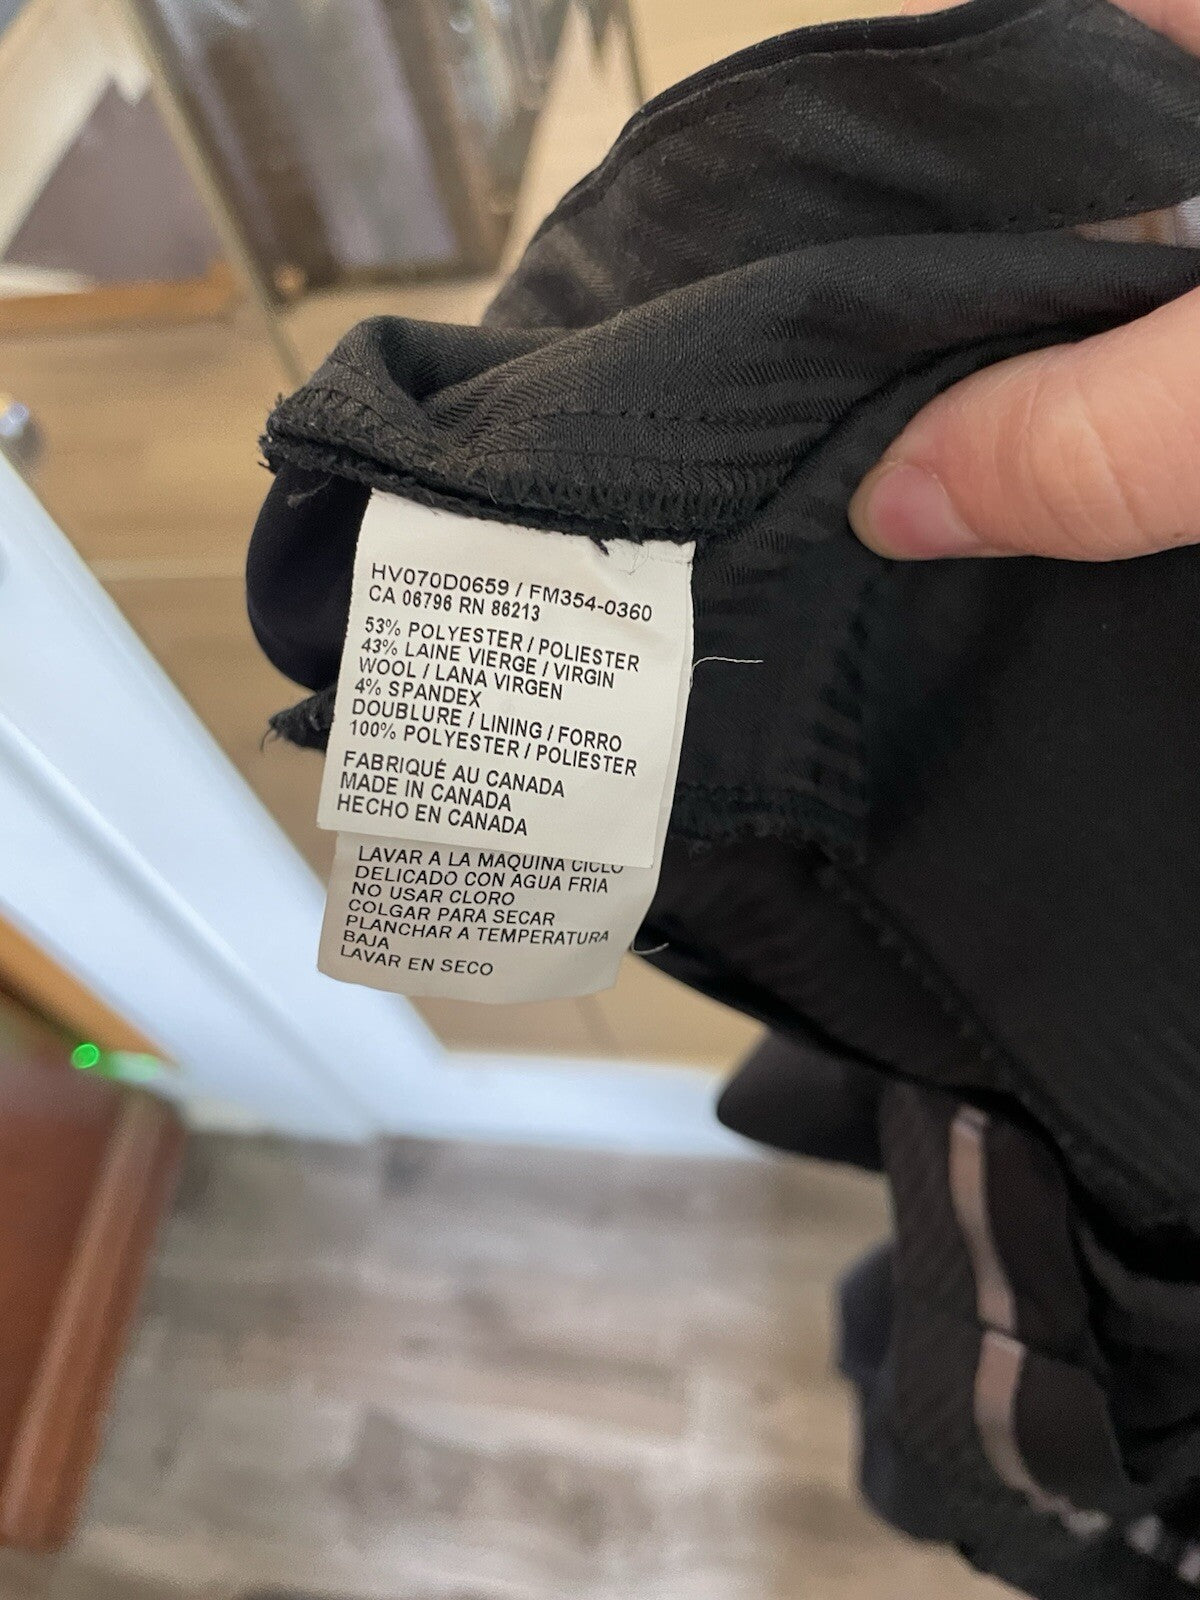 HV070D0659 / FM354-0360
CA 06796 RN 86213
53% POLYESTER / POLIESTER
43% LAINE VIERGE / VIRGIN
WOOL / LANA VIRGEN
4% SPANDEX
DOUBLURE / LINING / FORRO
100% POLYESTER / POLIESTER
FABRIQUÉ AU CANADA
MADE IN CANADA
HECHO EN CANADA
LAVAR A LA MAQUINA CICLO
DELICADO CON AGUA FRIA
NO USAR CLORO
COLGAR PARA SECAR
PLANCHAR A TEMPERATURA
BAJA
LAVAR EN SECO